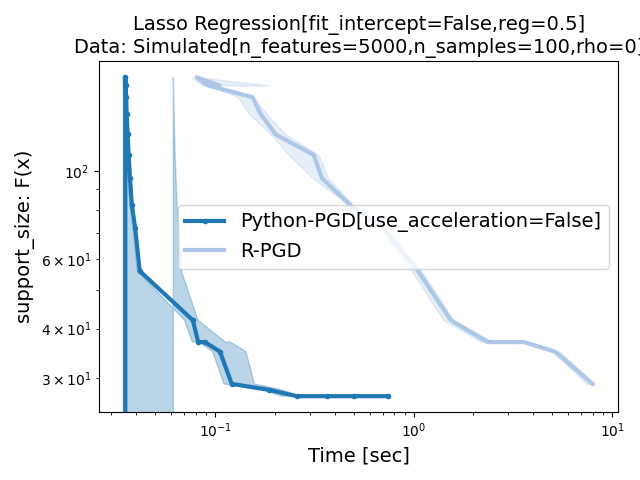 Lasso Regression[fit_intercept=False,reg=0.5]
Data: Simulated[n_features=5000,n_samples=100,rho=0]
support_size: F(x)
10²
6 × 10¹
4 × 10¹
3 × 10¹
Python-PGD[use_acceleration=False]
R-PGD
10⁻¹
10⁰
10¹
Time [sec]